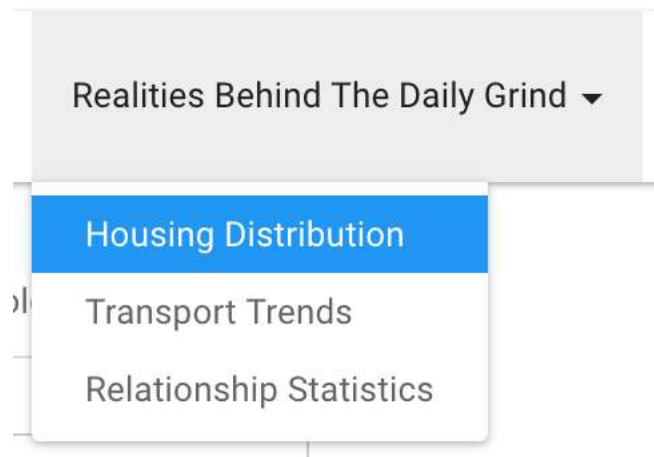 Realities Behind The Daily Grind
Housing Distribution
Transport Trends
Relationship Statistics